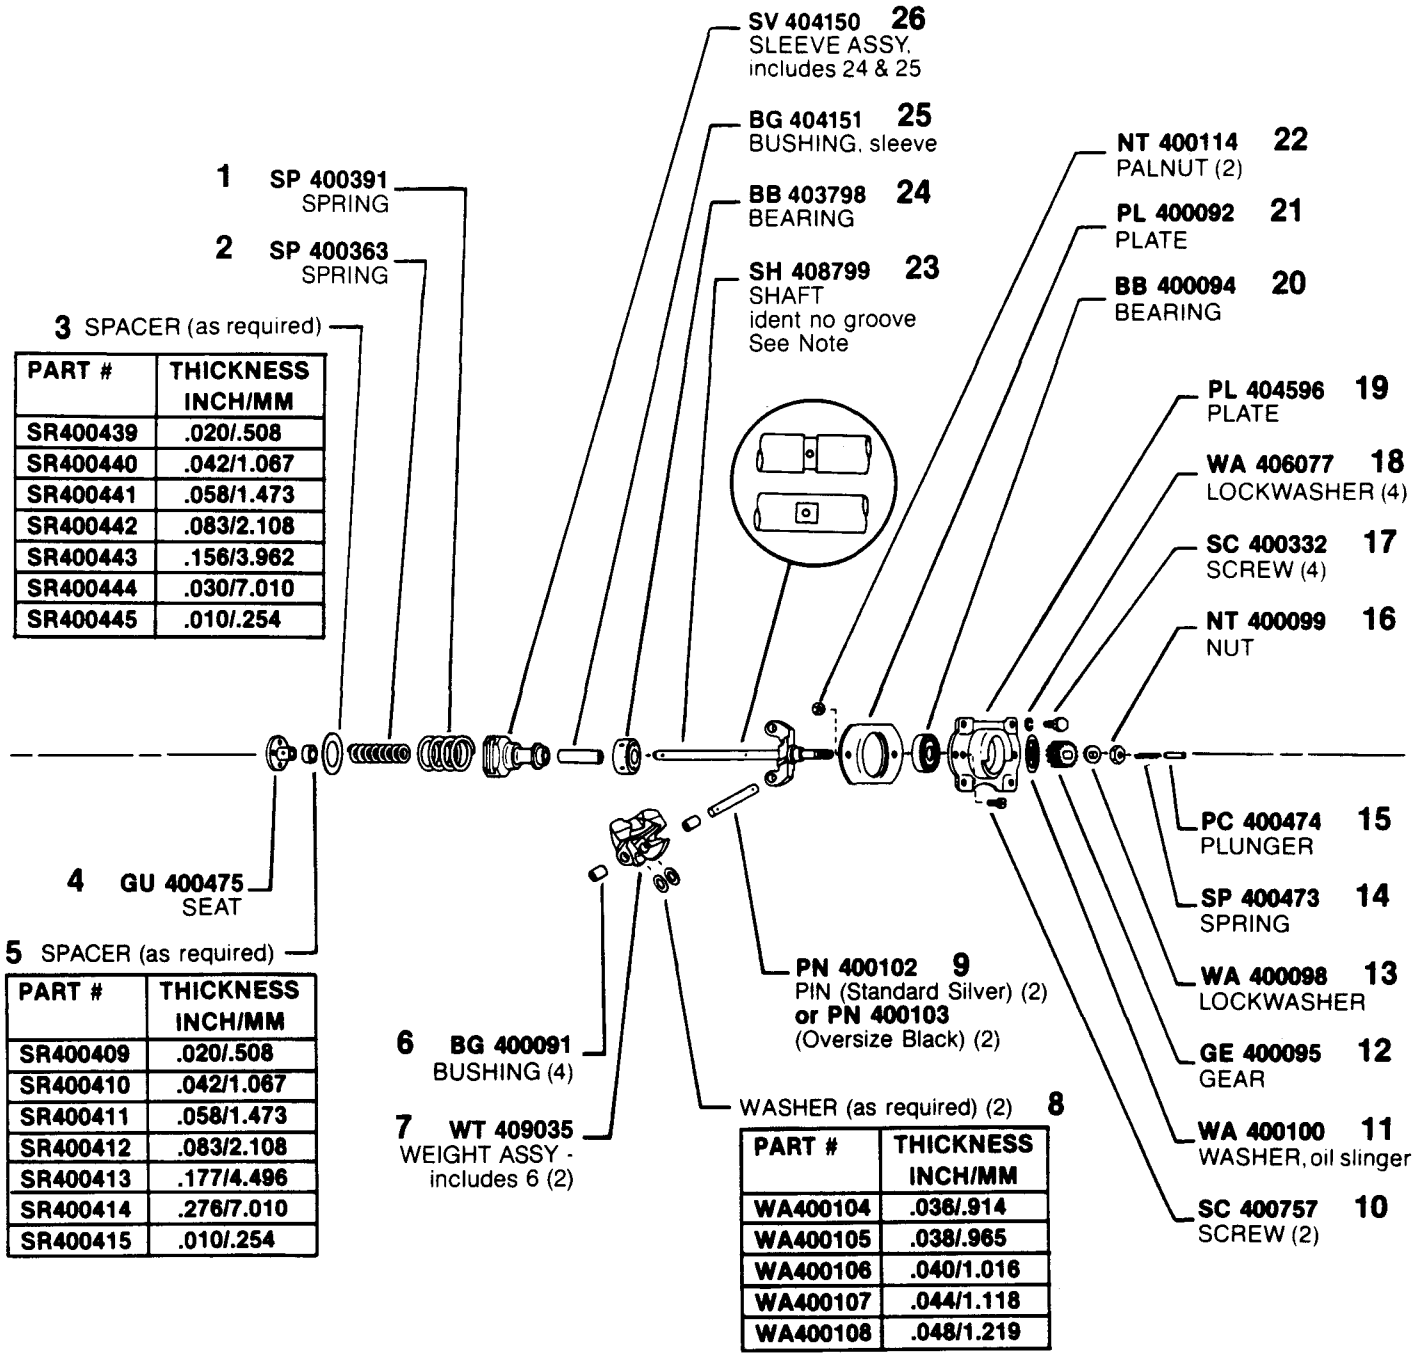 SV 404150 26
SLEEVE ASSY.
includes 24 & 25
BG 404151 25
BUSHING, sleeve
BB 403798 24
BEARING
SH 408799 23
SHAFT
ident no groove
See Note
NT 400114 22
PALNUT (2)
PL 400092 21
PLATE
BB 400094 20
BEARING
PL 404596 19
PLATE
WA 406077 18
LOCKWASHER (4)
SC 400332 17
SCREW (4)
NT 400099 16
NUT
1 SP 400391
SPRING
2 SP 400363
SPRING
3 SPACER (as required)
PART # THICKNESS
INCH/MM
SR400439 .020/.508
SR400440 .042/1.067
SR400441 .058/1.473
SR400442 .083/2.108
SR400443 .156/3.962
SR400444 .030/7.010
SR400445 .010/.254
4 GU 400475
SEAT
5 SPACER (as required)
PART # THICKNESS
INCH/MM
SR400409 .020/.508
SR400410 .042/1.067
SR400411 .058/1.473
SR400412 .083/2.108
SR400413 .177/4.496
SR400414 .276/7.010
SR400415 .010/.254
6 BG 400091
BUSHING (4)
7 WT 409035
WEIGHT ASSY -
includes 6 (2)
PN 400102 9
PIN (Standard Silver) (2)
or PN 400103
(Oversize Black) (2)
WASHER (as required) (2) 8
PART # THICKNESS
INCH/MM
WA400104 .036/.914
WA400105 .038/.965
WA400106 .040/1.016
WA400107 .044/1.118
WA400108 .048/1.219
PC 400474 15
PLUNGER
SP 400473 14
SPRING
WA 400098 13
LOCKWASHER
GE 400095 12
GEAR
WA 400100 11
WASHER, oil slinger
SC 400757 10
SCREW (2)